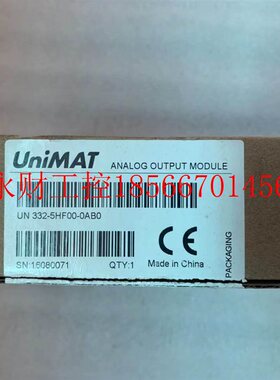 UniMAT ANALOG OUTPUT MODULE
永财工控18566701456
UN 332-5HF00-0AB0
CE
SN:16080071 QTY:1 Made in China
PACKAGING